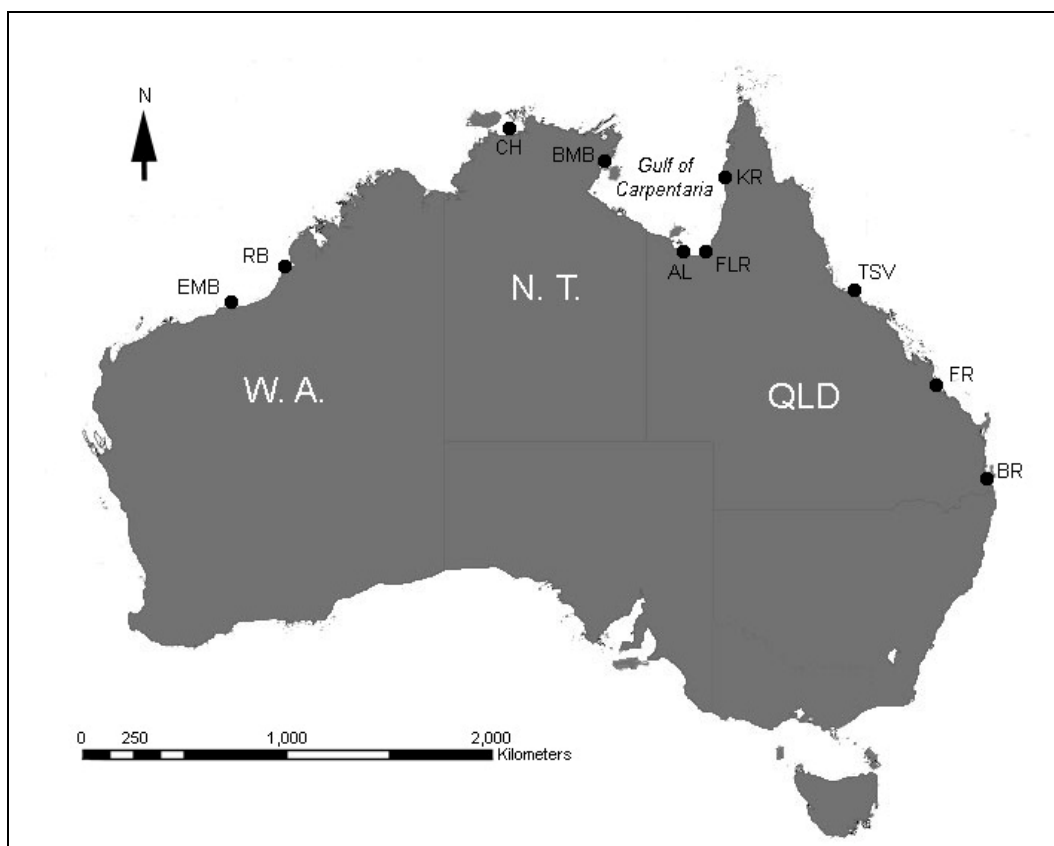 N
CH
BMB
Gulf of
Carpentaria
KR
RB
AL
FLR
EMB
TSV
N. T.
W. A.
QLD
FR
BR
0 250 1,000 2,000
Kilometers